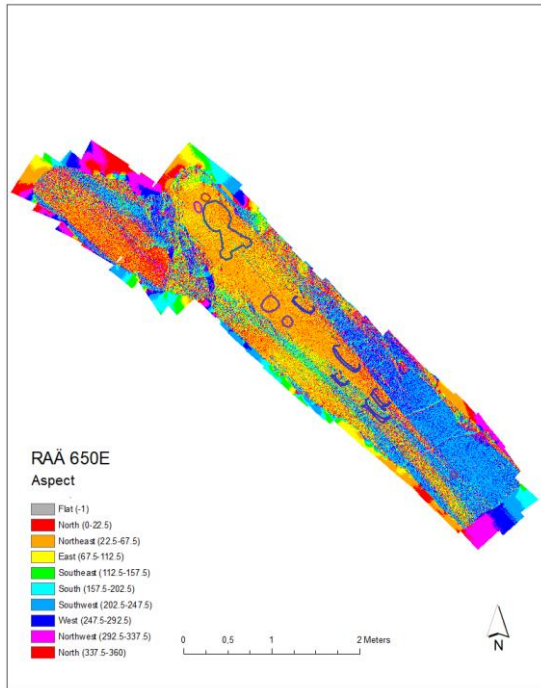 RAÄ 650E
Aspect
Flat (-1)
North (0-22.5)
Northeast (22.5-67.5)
East (67.5-112.5)
Southeast (112.5-157.5)
South (157.5-202.5)
Southwest (202.5-247.5)
West (247.5-292.5)
Northwest (292.5-337.5)
North (337.5-360)
0 0,5 1 2 Meters
N